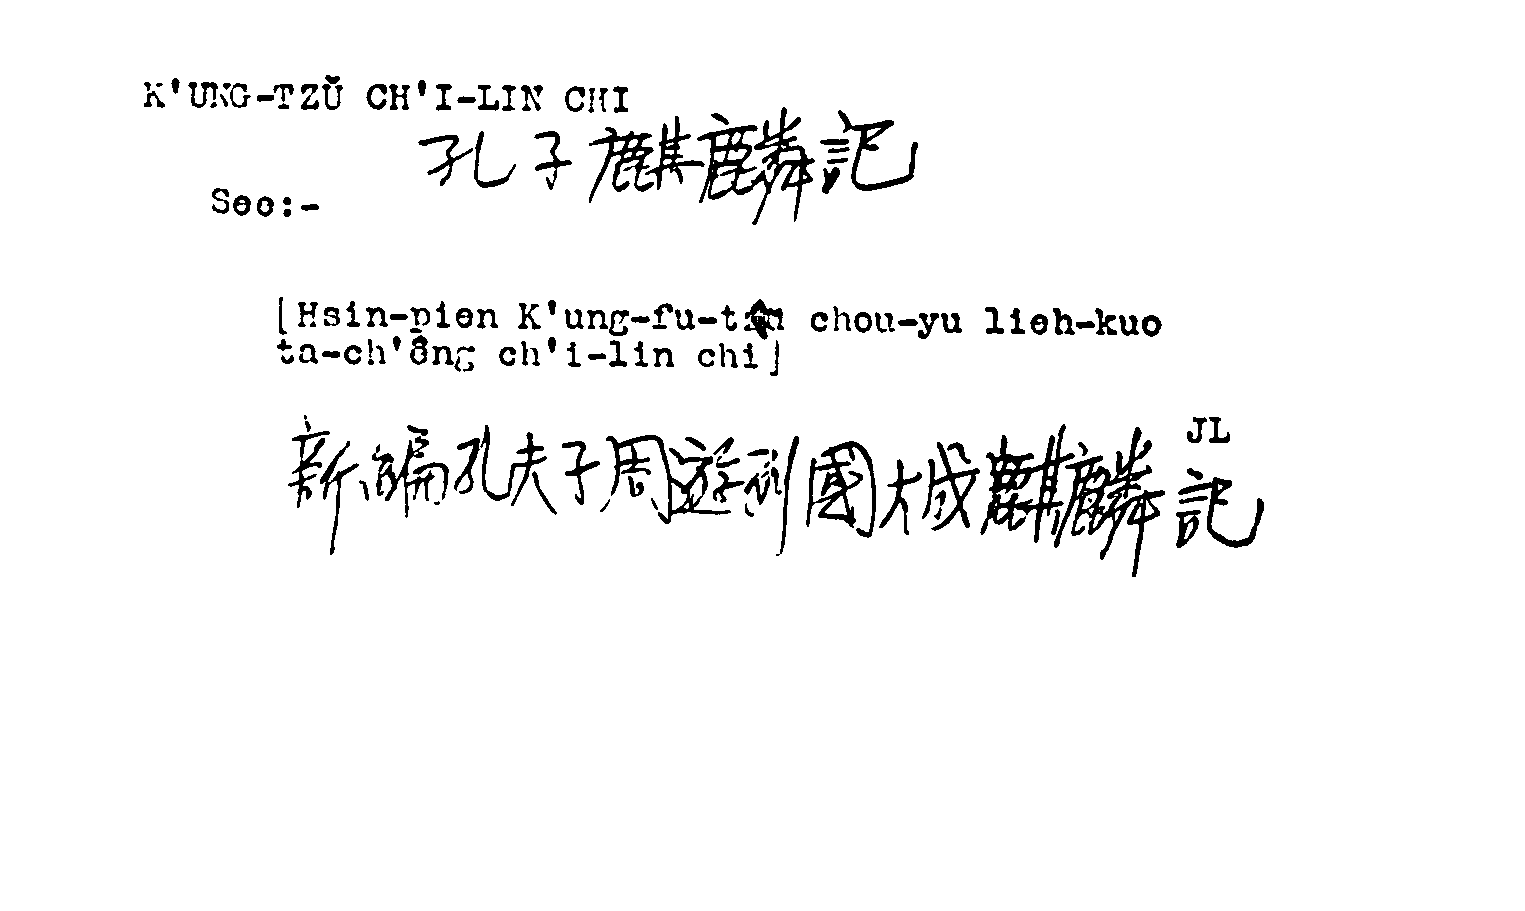 K'UNG-TZŬ CH'I-LIN CHI
孔子麒麟記
See:-
[Hsin-pien K'ung-fu-tzŭ chou-yu lieh-kuo
ta-ch'êng ch'i-lin chi]
JL
新編孔夫子周遊列國大成麒麟記